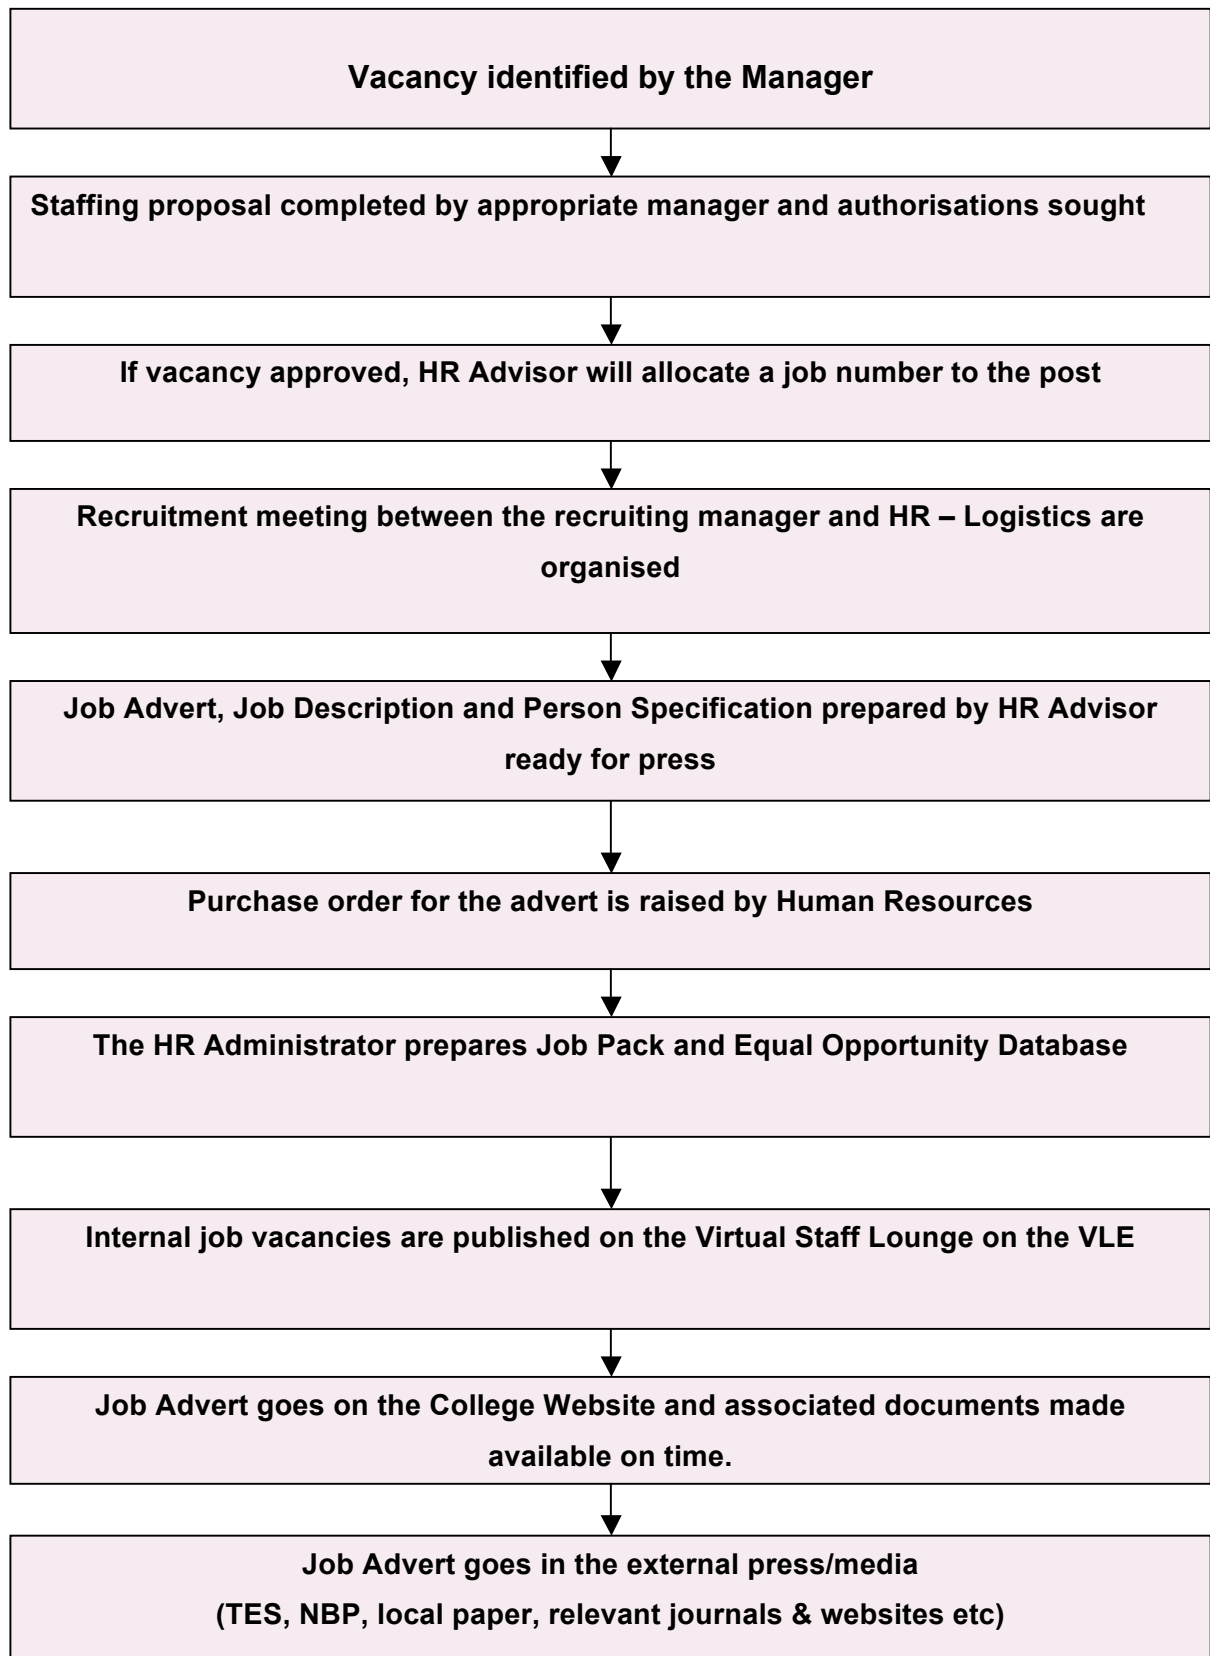 Vacancy identified by the Manager
Staffing proposal completed by appropriate manager and authorisations sought
If vacancy approved, HR Advisor will allocate a job number to the post
Recruitment meeting between the recruiting manager and HR – Logistics are
organised
Job Advert, Job Description and Person Specification prepared by HR Advisor
ready for press
Purchase order for the advert is raised by Human Resources
The HR Administrator prepares Job Pack and Equal Opportunity Database
Internal job vacancies are published on the Virtual Staff Lounge on the VLE
Job Advert goes on the College Website and associated documents made
available on time.
Job Advert goes in the external press/media
(TES, NBP, local paper, relevant journals & websites etc)